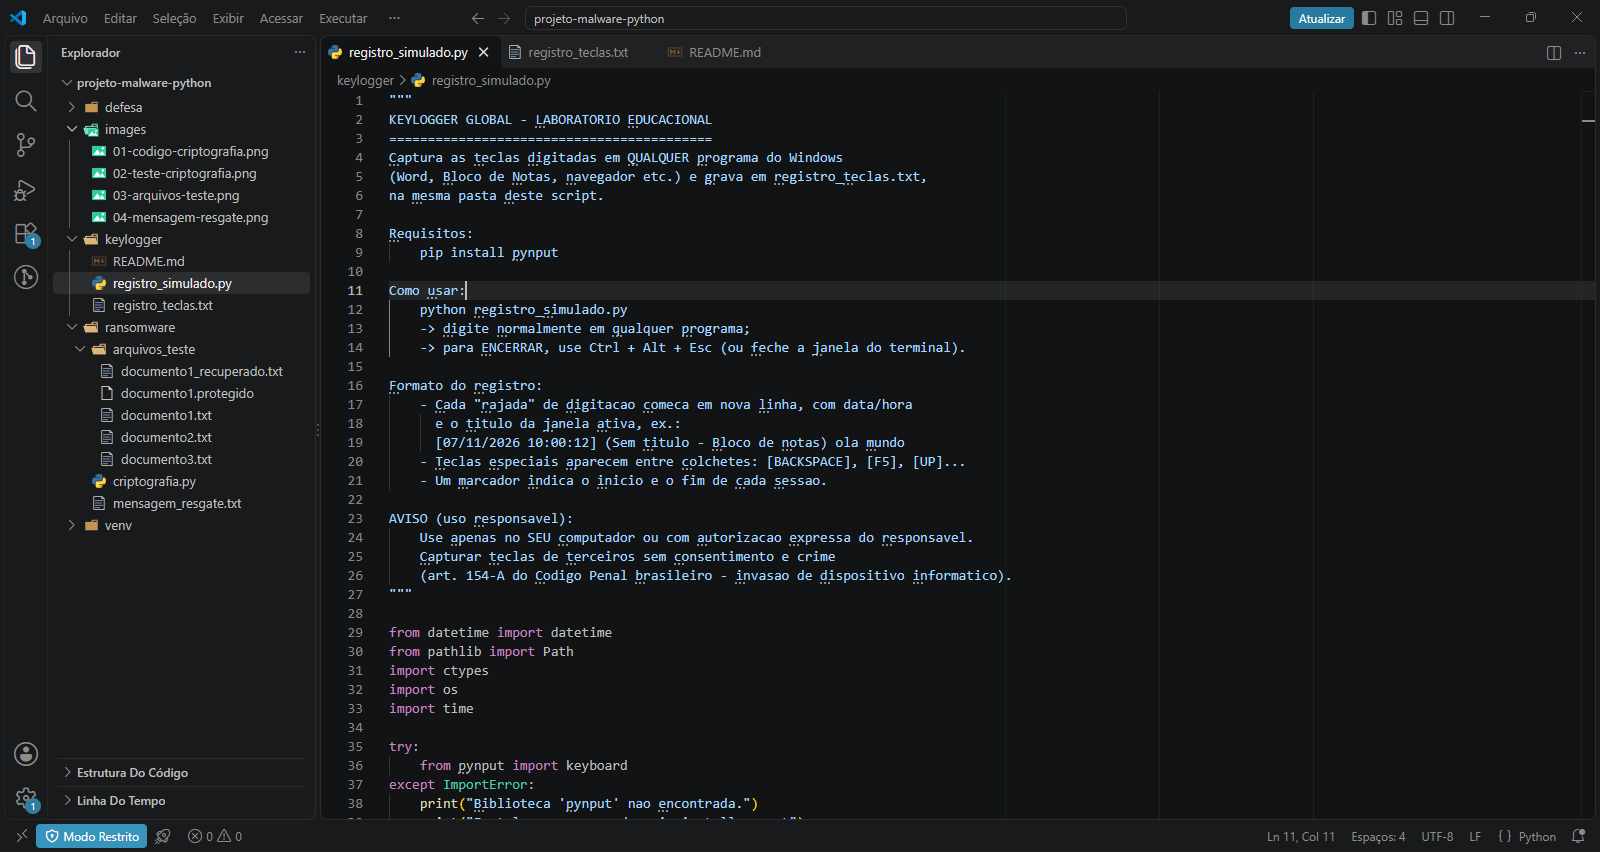 Arquivo Editar Seleção Exibir Acessar Executar ··· projeto-malware-python Atualizar
Explorador ···
projeto-malware-python
defesa
images
01-codigo-criptografia.png
02-teste-criptografia.png
03-arquivos-teste.png
04-mensagem-resgate.png
keylogger
README.md
registro_simulado.py
registro_teclas.txt
ransomware
arquivos_teste
documento1_recuperado.txt
documento1.protegido
documento1.txt
documento2.txt
documento3.txt
criptografia.py
mensagem_resgate.txt
venv
Estrutura Do Código
Linha Do Tempo
1
1
registro_simulado.py registro_teclas.txt README.md ···
keylogger > registro_simulado.py
1 """
2 KEYLOGGER GLOBAL - LABORATORIO EDUCACIONAL
3 ==========================================
4 Captura as teclas digitadas em QUALQUER programa do Windows
5 (Word, Bloco de Notas, navegador etc.) e grava em registro_teclas.txt,
6 na mesma pasta deste script.
7
8 Requisitos:
9 pip install pynput
10
11 Como usar:
12 python registro_simulado.py
13 -> digite normalmente em qualquer programa;
14 -> para ENCERRAR, use Ctrl + Alt + Esc (ou feche a janela do terminal).
15
16 Formato do registro:
17 - Cada "rajada" de digitacao comeca em nova linha, com data/hora
18 e o titulo da janela ativa, ex.:
19 [07/11/2026 10:00:12] (Sem titulo - Bloco de notas) ola mundo
20 - Teclas especiais aparecem entre colchetes: [BACKSPACE], [F5], [UP]...
21 - Um marcador indica o inicio e o fim de cada sessao.
22
23 AVISO (uso responsavel):
24 Use apenas no SEU computador ou com autorizacao expressa do responsavel.
25 Capturar teclas de terceiros sem consentimento e crime
26 (art. 154-A do Codigo Penal brasileiro - invasao de dispositivo informatico).
27 """
28
29 from datetime import datetime
30 from pathlib import Path
31 import ctypes
32 import os
33 import time
34
35 try:
36 from pynput import keyboard
37 except ImportError:
38 print("Biblioteca 'pynput' nao encontrada.")
Modo Restrito 0 0 Ln 11, Col 11 Espaços: 4 UTF-8 LF { } Python